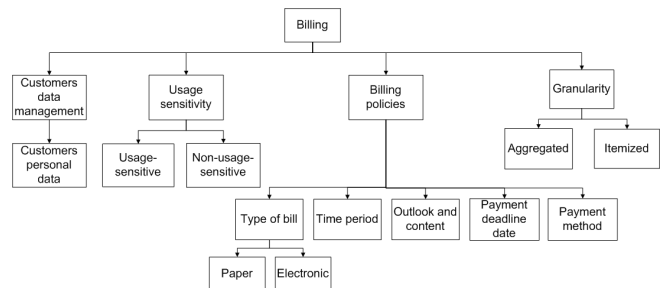 Billing
Customers
data
management
Usage
sensitivity
Billing
policies
Granularity
Customers
personal
data
Usage-
sensitive
Non-usage-
sensitive
Aggregated
Itemized
Type of bill
Time period
Outlook and
content
Payment
deadline
date
Payment
method
Paper
Electronic